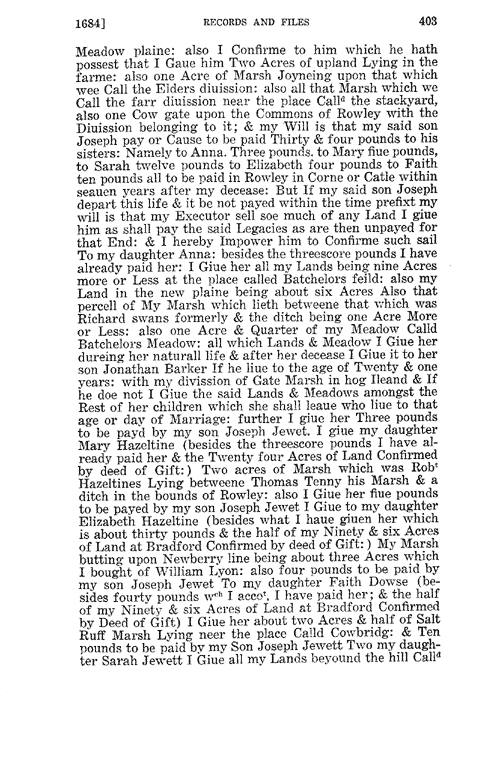 1684] RECORDS AND FILES 403
Meadow plaine: also I Confirme to him which he hath
possest that I Gaue him Two Acres of upland Lying in the
farme: also one Acre of Marsh Joyneing upon that which
wee Call the Elders diuission: also all that Marsh which we
Call the farr diuission near the place Callᵈ the stackyard,
also one Cow gate upon the Commons of Rowley with the
Diuission belonging to it; & my Will is that my said son
Joseph pay or Cause to be paid Thirty & four pounds to his
sisters: Namely to Anna. Three pounds. to Mary fiue pounds,
to Sarah twelve pounds to Elizabeth four pounds to Faith
ten pounds all to be paid in Rowley in Corne or Catle within
seauen years after my decease: But If my said son Joseph
depart this life & it be not payed within the time prefixt my
will is that my Executor sell soe much of any Land I giue
him as shall pay the said Legacies as are then unpayed for
that End: & I hereby Impower him to Confirme such sail
To my daughter Anna: besides the threescore pounds I have
already paid her: I Giue her all my Lands being nine Acres
more or Less at the place called Batchelors feild: also my
Land in the new plaine being about six Acres Also that
percell of My Marsh which lieth betweene that which was
Richard swans formerly & the ditch being one Acre More
or Less: also one Acre & Quarter of my Meadow Calld
Batchelors Meadow: all which Lands & Meadow I Giue her
dureing her naturall life & after her decease I Giue it to her
son Jonathan Barker If he liue to the age of Twenty & one
years: with my divission of Gate Marsh in hog Ileand & If
he doe not I Giue the said Lands & Meadows amongst the
Rest of her children which she shall leaue who liue to that
age or day of Marriage: further I giue her Three pounds
to be payd by my son Joseph Jewet. I giue my daughter
Mary Hazeltine (besides the threescore pounds I have al-
ready paid her & the Twenty four Acres of Land Confirmed
by deed of Gift:) Two acres of Marsh which was Robᵗ
Hazeltines Lying betweene Thomas Tenny his Marsh & a
ditch in the bounds of Rowley: also I Giue her fiue pounds
to be payed by my son Joseph Jewet I Giue to my daughter
Elizabeth Hazeltine (besides what I haue giuen her which
is about thirty pounds & the half of my Ninety & six Acres
of Land at Bradford Confirmed by deed of Gift:) My Marsh
butting upon Newberry line being about three Acres which
I bought of William Lyon: also four pounds to be paid by
my son Joseph Jewet To my daughter Faith Dowse (be-
sides fourty pounds wᶜʰ I accoᵗ, I have paid her; & the half
of my Ninety & six Acres of Land at Bradford Confirmed
by Deed of Gift) I Giue her about two Acres & half of Salt
Ruff Marsh Lying neer the place Calld Cowbridg: & Ten
pounds to be paid by my Son Joseph Jewett Two my daugh-
ter Sarah Jewett I Giue all my Lands beyound the hill Callᵈ